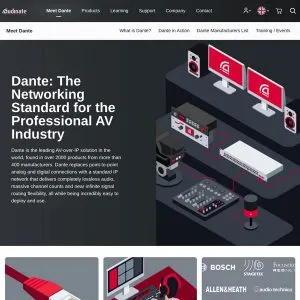 Audinate
Meet Dante Products Learning Support Company Contact
Meet Dante What is Dante? Dante in Action Dante Manufacturers List Training / Events
Dante: The
Networking
Standard for the
Professional AV
Industry
Dante is the leading AV-over-IP solution in the
world, found in over 2000 products from more than
400 manufacturers. Dante replaces point-to-point
analog and digital connections with a standard IP
network that delivers completely lossless audio,
massive channel counts and near infinite signal
routing flexibility, all while being incredibly easy to
deploy and use.
BOSCH STAGETEC FOCUSRITE
ALLEN&HEATH audio-technica